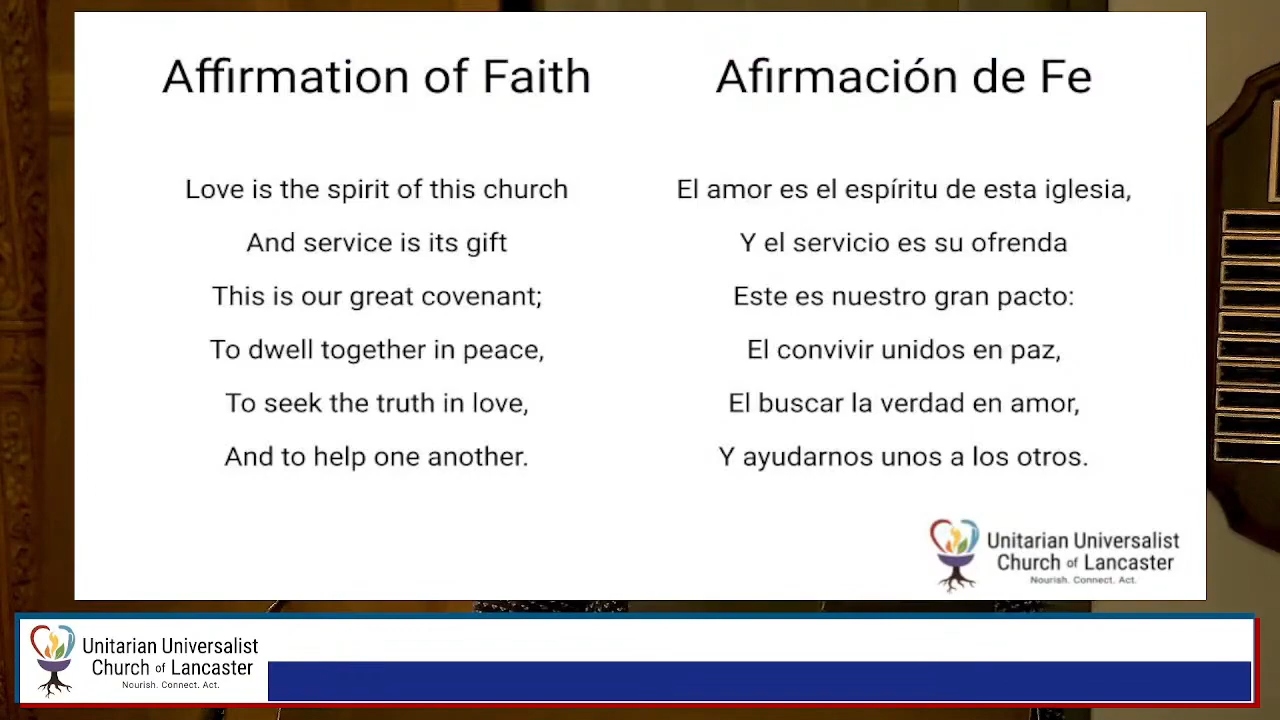 Affirmation of Faith
Love is the spirit of this church
And service is its gift
This is our great covenant;
To dwell together in peace,
To seek the truth in love,
And to help one another.
Afirmación de Fe
El amor es el espíritu de esta iglesia,
Y el servicio es su ofrenda
Este es nuestro gran pacto:
El convivir unidos en paz,
El buscar la verdad en amor,
Y ayudarnos unos a los otros.
Unitarian Universalist
Church of Lancaster
Nourish. Connect. Act.
Unitarian Universalist
Church of Lancaster
Nourish. Connect. Act.